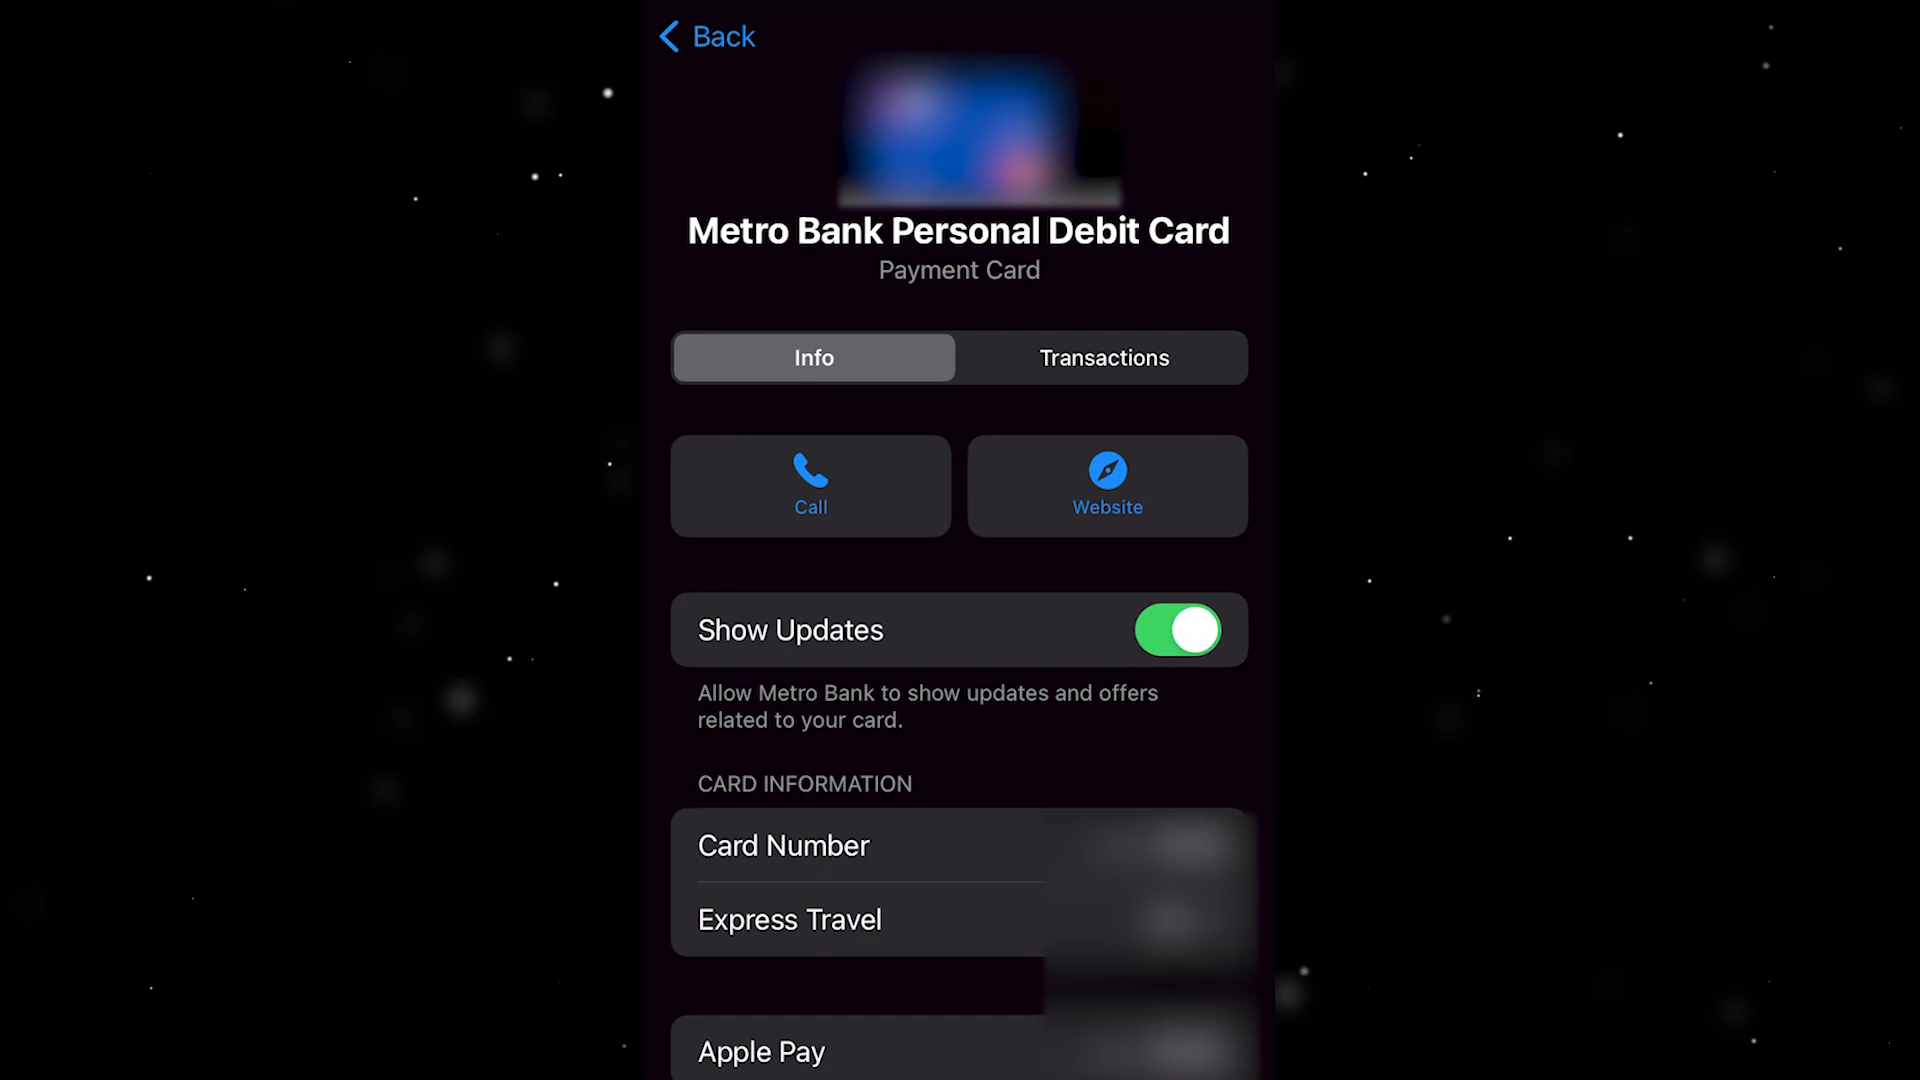 Back
Metro Bank Personal Debit Card
Payment Card
Info
Transactions
Call
Website
Show Updates
Allow Metro Bank to show updates and offers
related to your card.
CARD INFORMATION
Card Number
Express Travel
Apple Pay